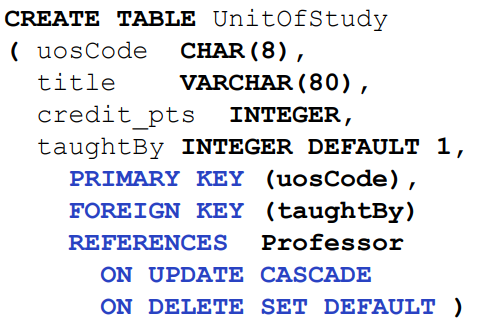 CREATE TABLE UnitOfStudy
( uosCode CHAR(8),
title VARCHAR(80),
credit_pts INTEGER,
taughtBy INTEGER DEFAULT 1,
PRIMARY KEY (uosCode),
FOREIGN KEY (taughtBy)
REFERENCES Professor
ON UPDATE CASCADE
ON DELETE SET DEFAULT )